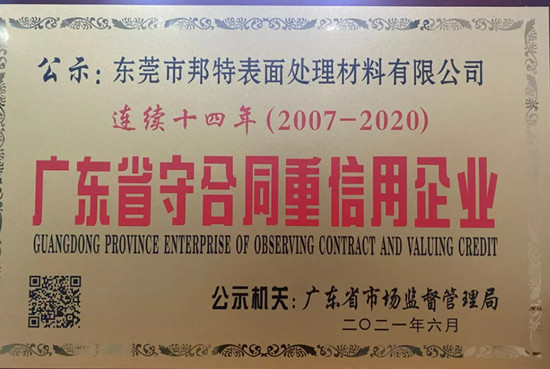 公示：东莞市邦特表面处理材料有限公司
连续十四年(2007-2020)
广东省守合同重信用企业
GUANGDONG PROVINCE ENTERPRISE OF OBSERVING CONTRACT AND VALUING CREDIT
公示机关：广东省市场监督管理局
二〇二一年六月